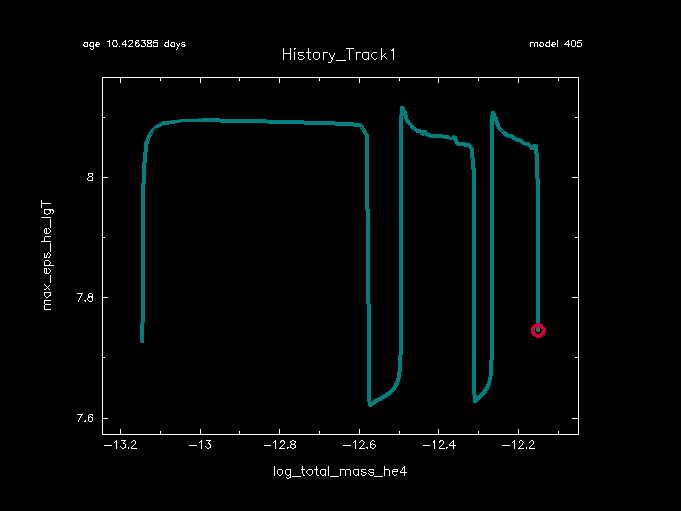 age 10.426385 days
model 405
History_Track1
8
7.8
7.6
max_eps_he_lgT
−13.2
−13
−12.8
−12.6
−12.4
−12.2
log_total_mass_he4